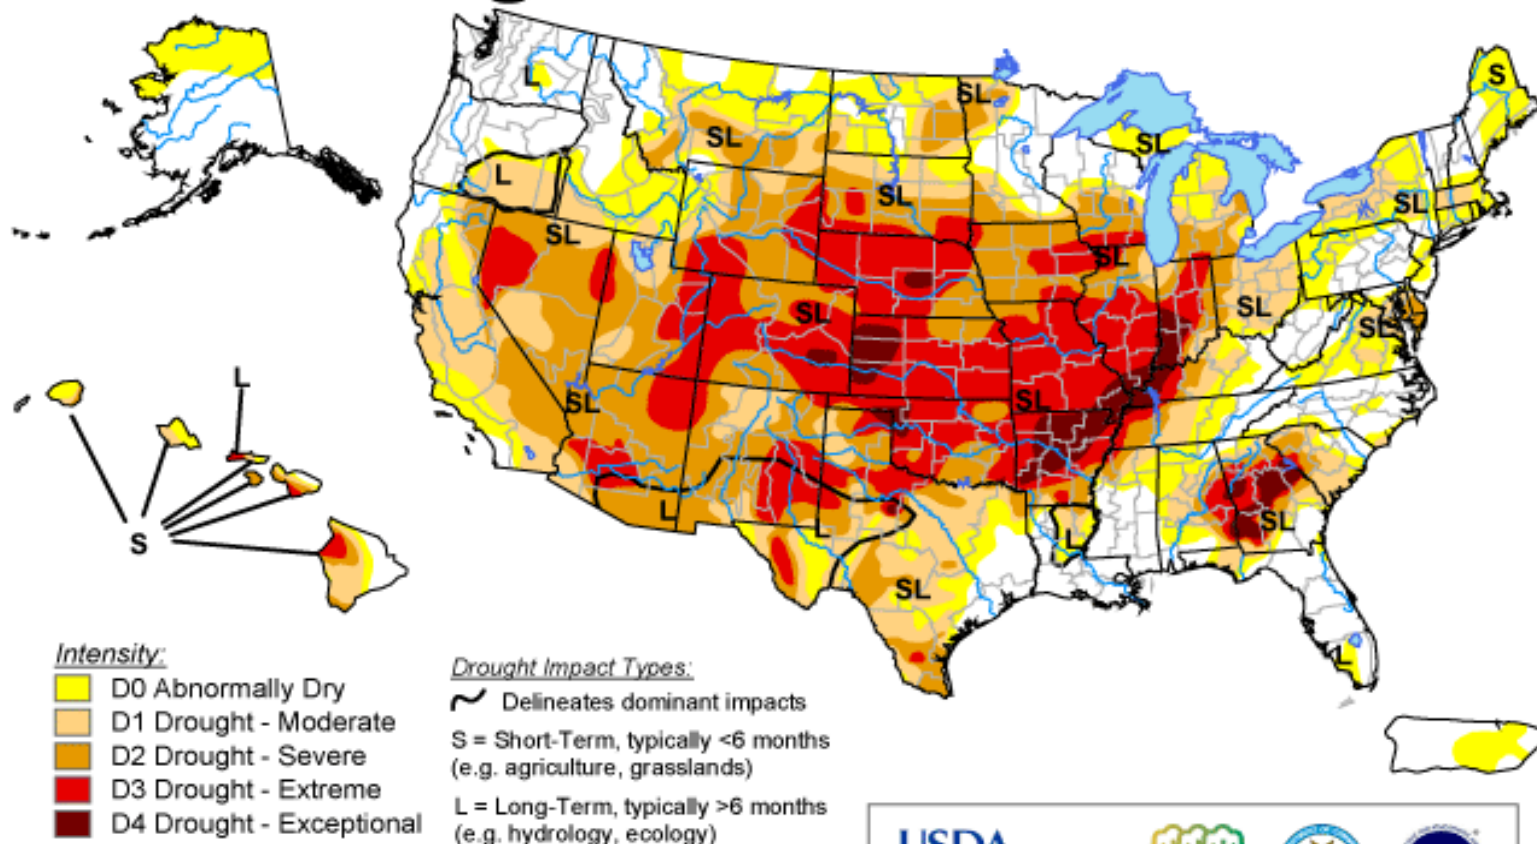 L
SL
S
SL
SL
SL
L
SL
SL
SL
SL
SL
SL
L
SL
SL
S
L
SL
L
SL
L
Intensity:
D0 Abnormally Dry
D1 Drought - Moderate
D2 Drought - Severe
D3 Drought - Extreme
D4 Drought - Exceptional
Drought Impact Types:
Delineates dominant impacts
S = Short-Term, typically <6 months
(e.g. agriculture, grasslands)
L = Long-Term, typically >6 months
(e.g. hydrology, ecology)
USDA